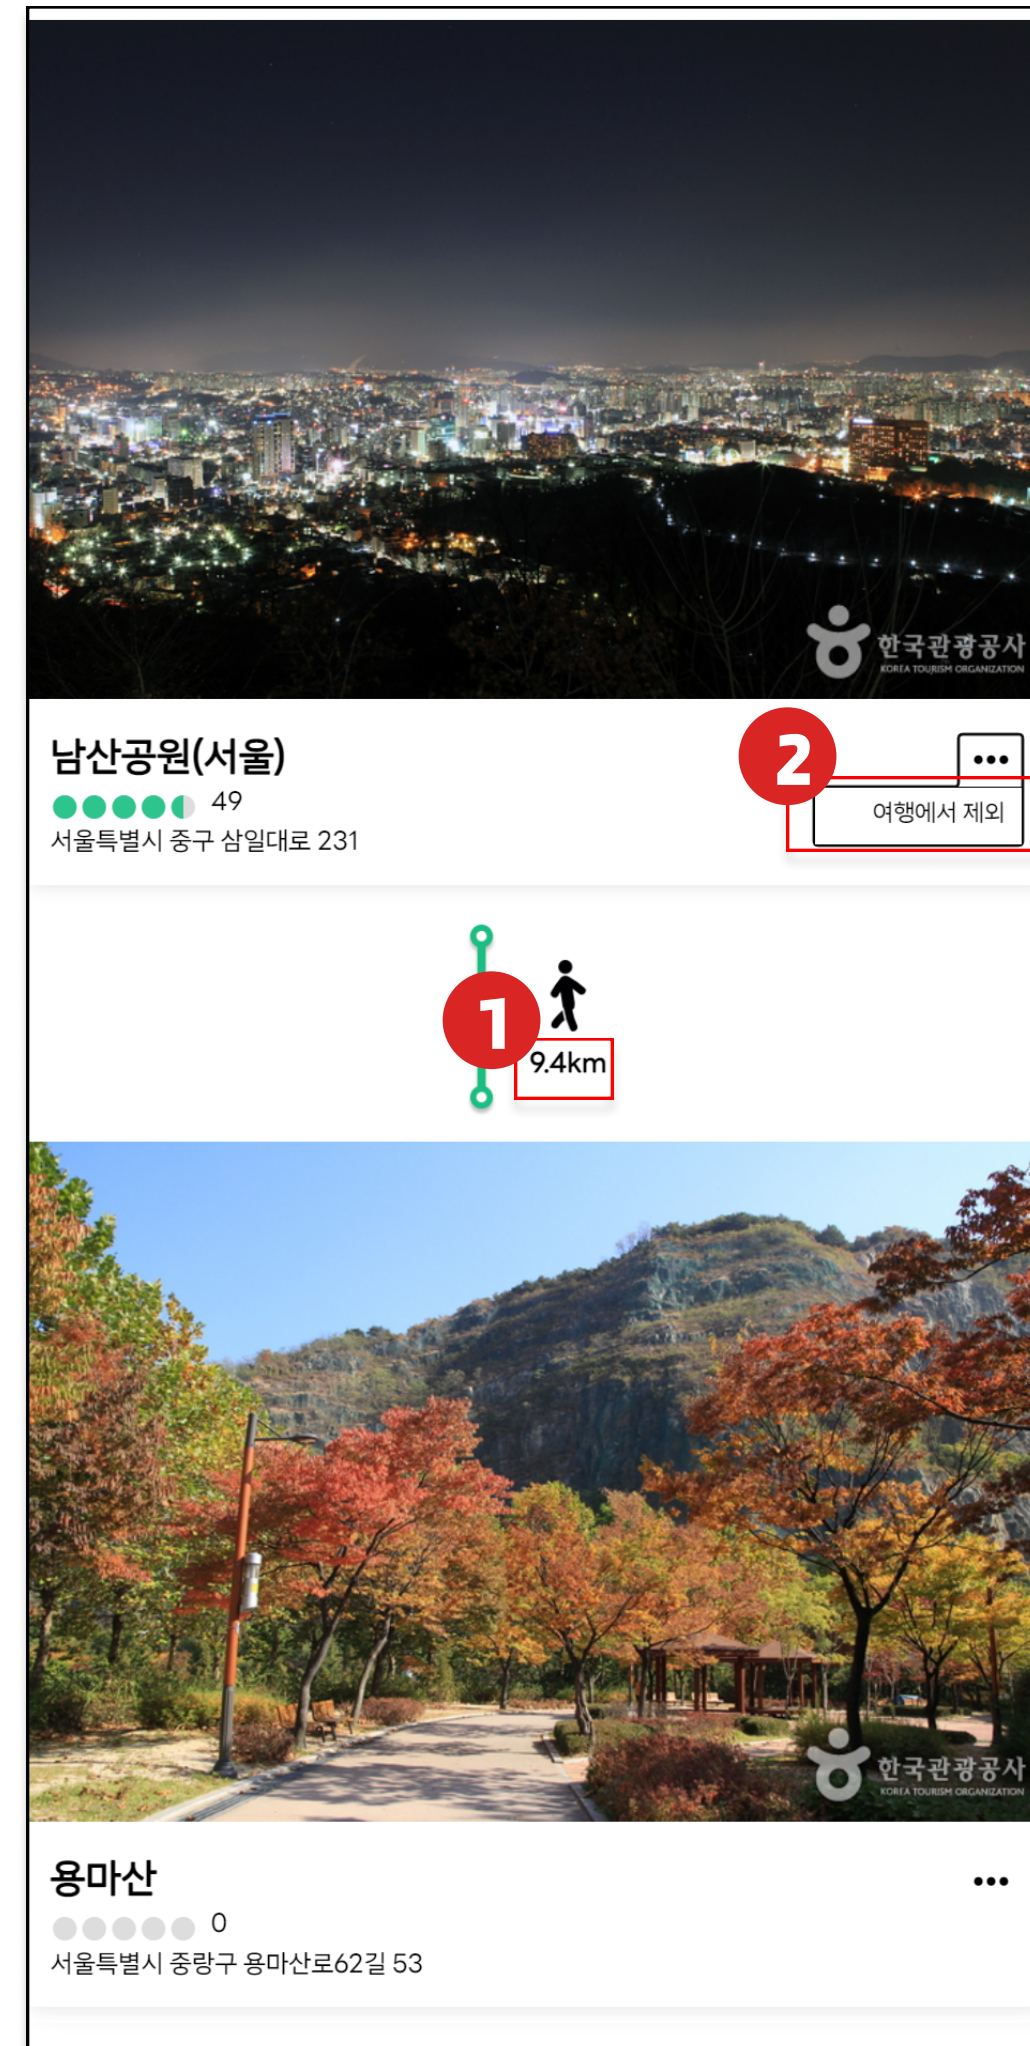 한국관광공사
KOREA TOURISM ORGANIZATION
남산공원(서울)
49
서울특별시 중구 삼일대로 231
2
여행에서 제외
1
9.4km
한국관광공사
KOREA TOURISM ORGANIZATION
용마산
0
서울특별시 중랑구 용마산로62길 53